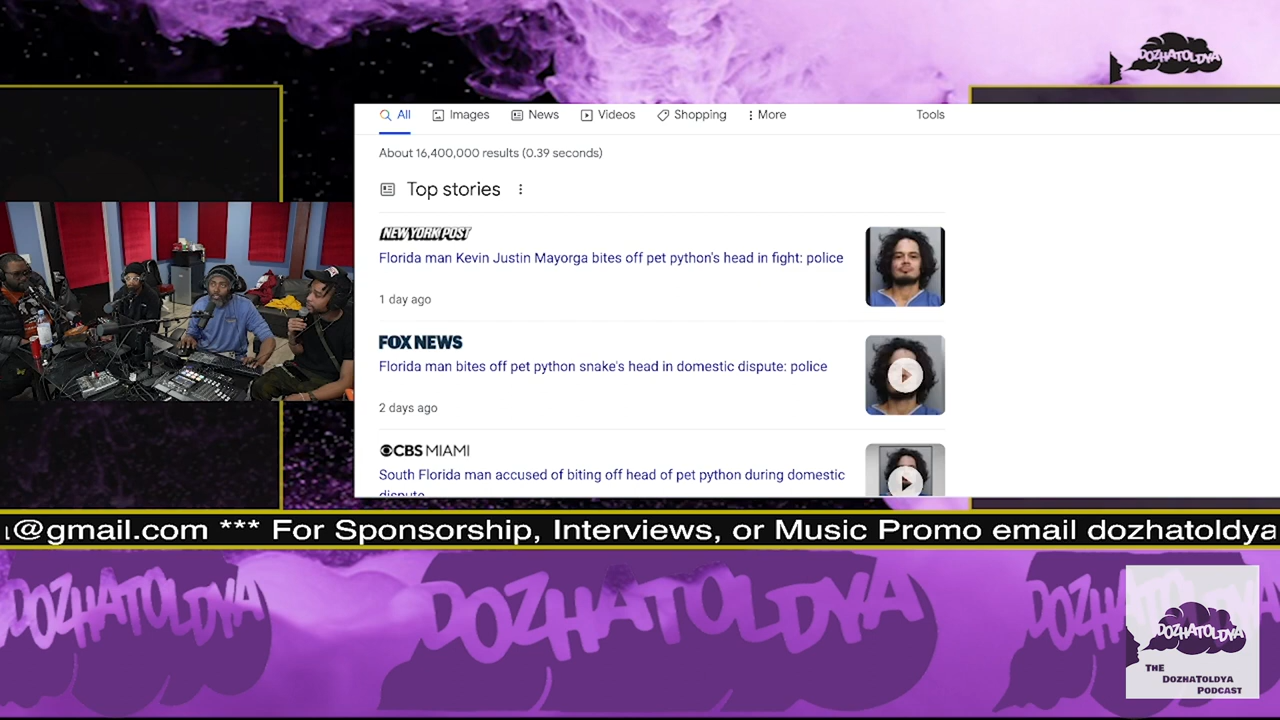 DOZHATOLDYA
All Images News Videos Shopping More Tools
About 16,400,000 results (0.39 seconds)
Top stories
NEW YORK POST
Florida man Kevin Justin Mayorga bites off pet python's head in fight: police
1 day ago
FOX NEWS
Florida man bites off pet python snake's head in domestic dispute: police
2 days ago
CBS MIAMI
South Florida man accused of biting off head of pet python during domestic
dispute
@gmail.com *** For Sponsorship, Interviews, or Music Promo email dozhatoldya
DOZHATOLDYA
DOZHATOLDYA
DOZHATOLDYA
THE
DOZHATOLDYA
PODCAST